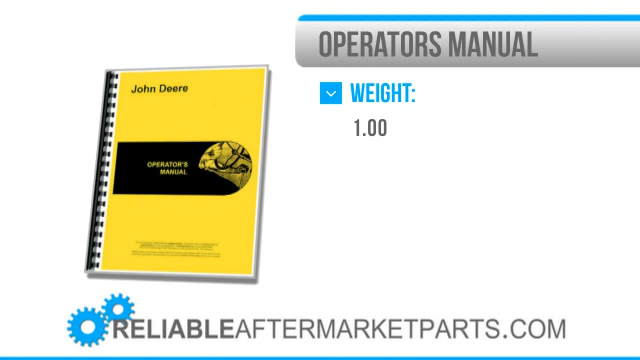 OPERATORS MANUAL
WEIGHT:
1.00
John Deere
OPERATOR'S
MANUAL
RELIABLEAFTERMARKETPARTS.COM